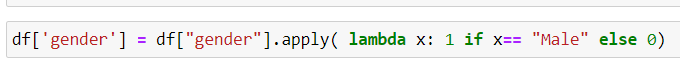 df['gender'] = df["gender"].apply( lambda x: 1 if x== "Male" else 0)